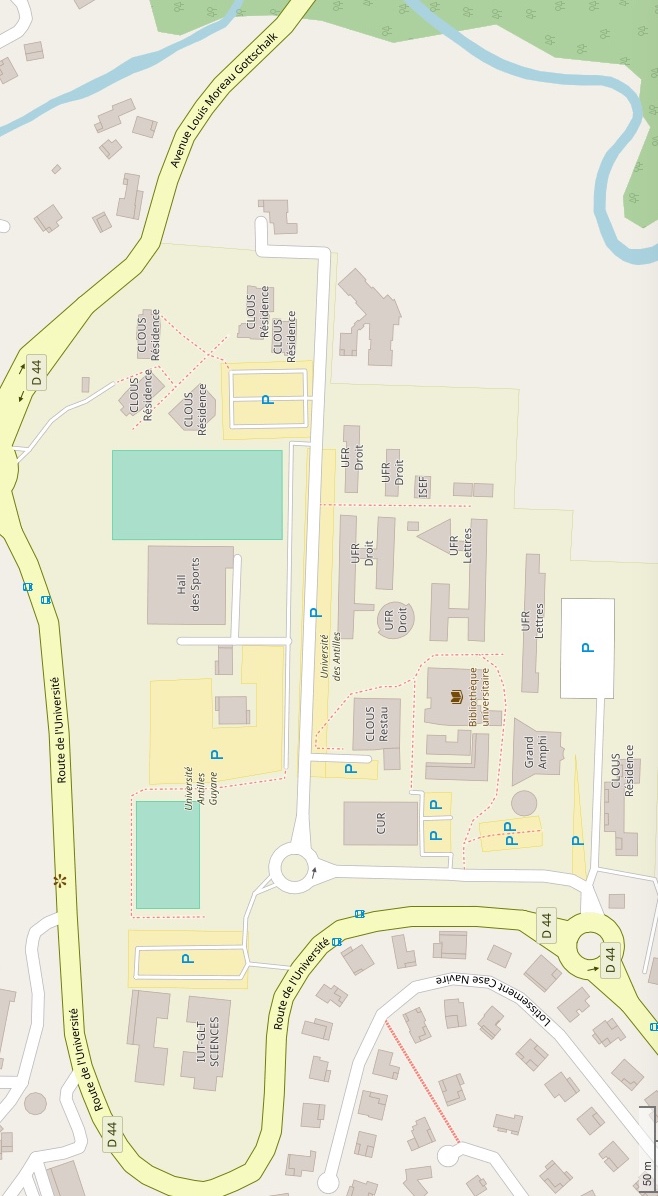 Avenue Louis Moreau Gottschalk
D 44
CLOUS
Résidence
CLOUS
Résidence
CLOUS
Résidence
CLOUS
Résidence
CLOUS
Résidence
P
UFR
Droit
UFR
Droit
ISEF
UFR
Droit
UFR
Lettres
Hall
des Sports
UFR
Droit
UFR
Lettres
P
P
Université
des Antilles
Route de l'Université
Bibliothèque
universitaire
CLOUS
Restau
Grand
Amphi
P
P
Université
Antilles
Guyane
CLOUS
Résidence
P
P
CUR
P
P
P
D 44
D 44
P
Route de l'Université
Lotissement Case Navire
IUT-GLT
SCIENCES
Route de l'Université
D 44
50 m